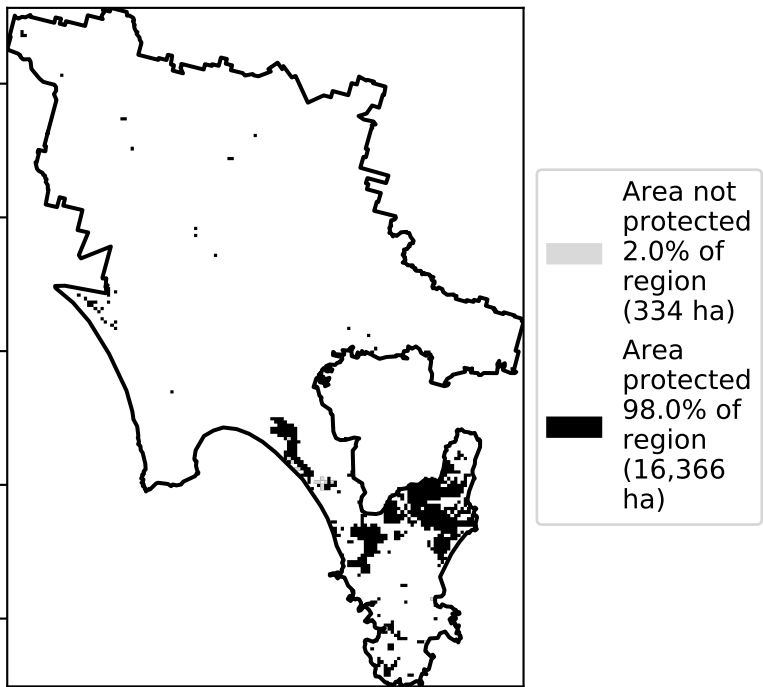 Area not
protected
2.0% of
region
(334 ha)
Area
protected
98.0% of
region
(16,366
ha)